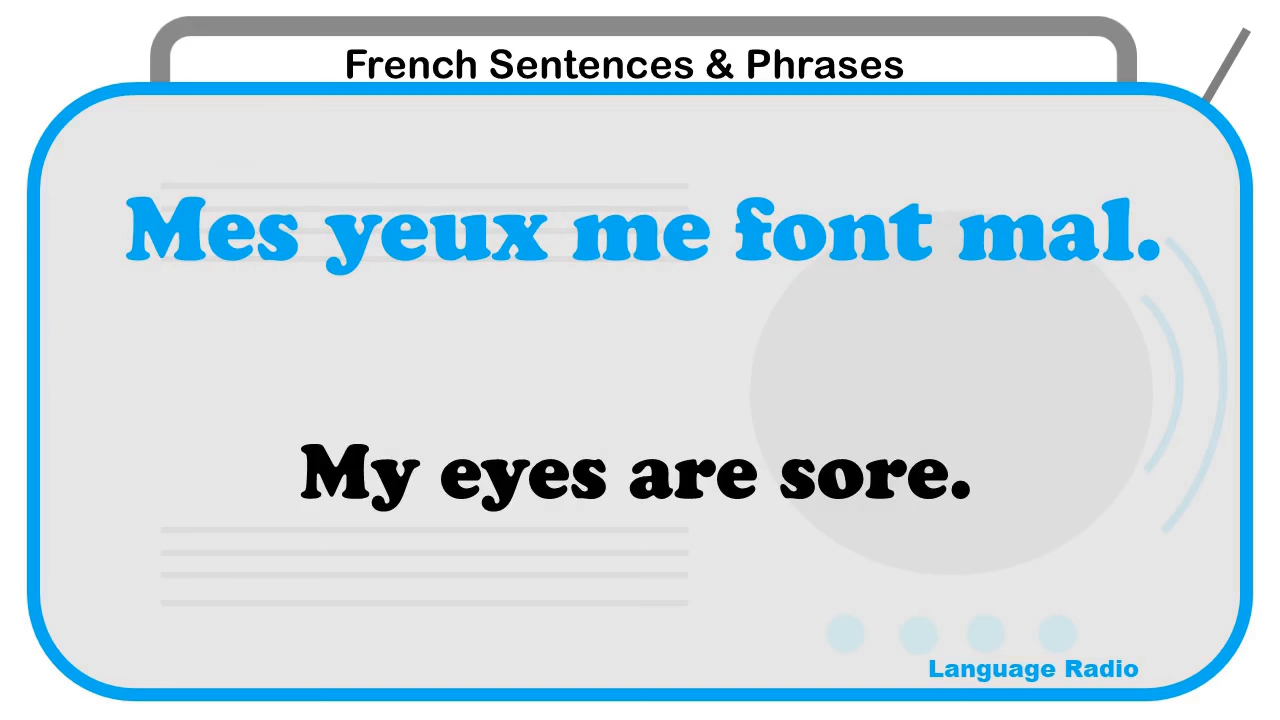 French Sentences & Phrases
Mes yeux me font mal.
My eyes are sore.
Language Radio